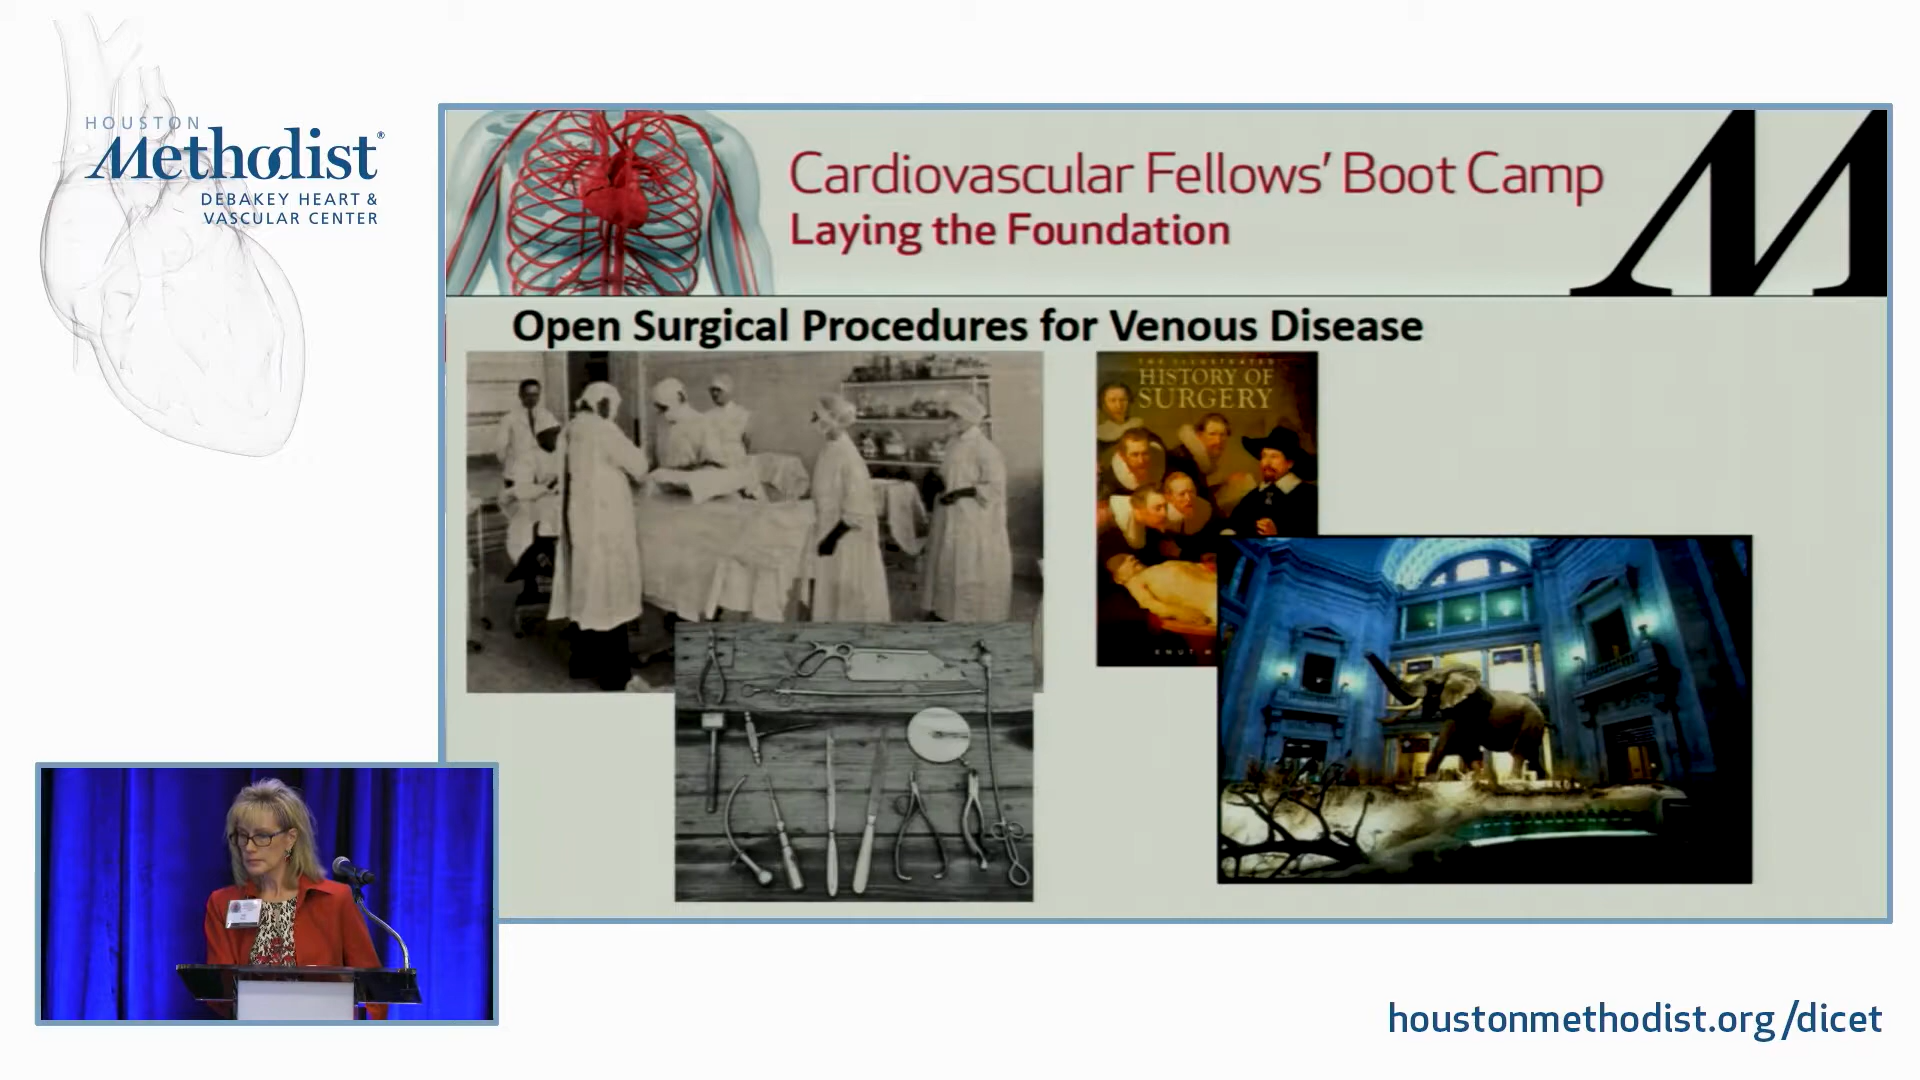 HOUSTON
Methodist®
DEBAKEY HEART &
VASCULAR CENTER
Cardiovascular Fellows’ Boot Camp
Laying the Foundation
M
Open Surgical Procedures for Venous Disease
THE ILLUSTRATED
HISTORY OF
SURGERY
KNUT
houstonmethodist.org/dicet